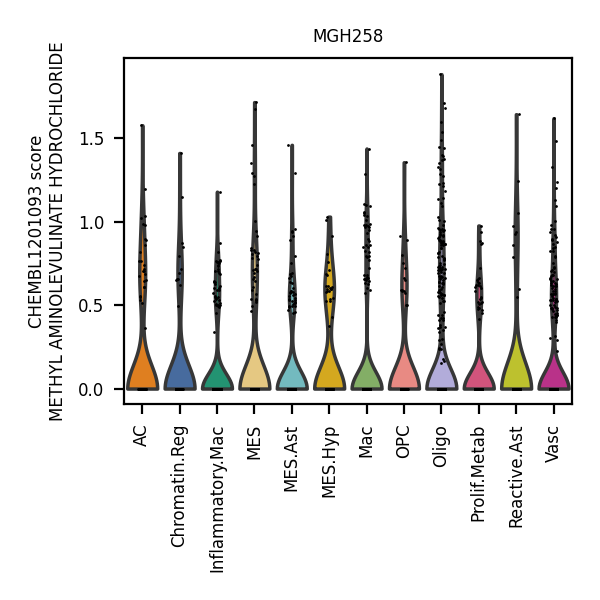 MGH258
CHEMBL1201093 score
METHYL AMINOLEVULINATE HYDROCHLORIDE
1.5
1.0
0.5
0.0
AC
Chromatin.Reg
Inflammatory.Mac
MES
MES.Ast
MES.Hyp
Mac
OPC
Oligo
Prolif.Metab
Reactive.Ast
Vasc